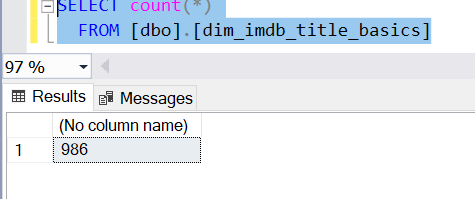 SELECT count(*)
FROM [dbo].[dim_imdb_title_basics]
97 %
Results Messages
(No column name)
1 986